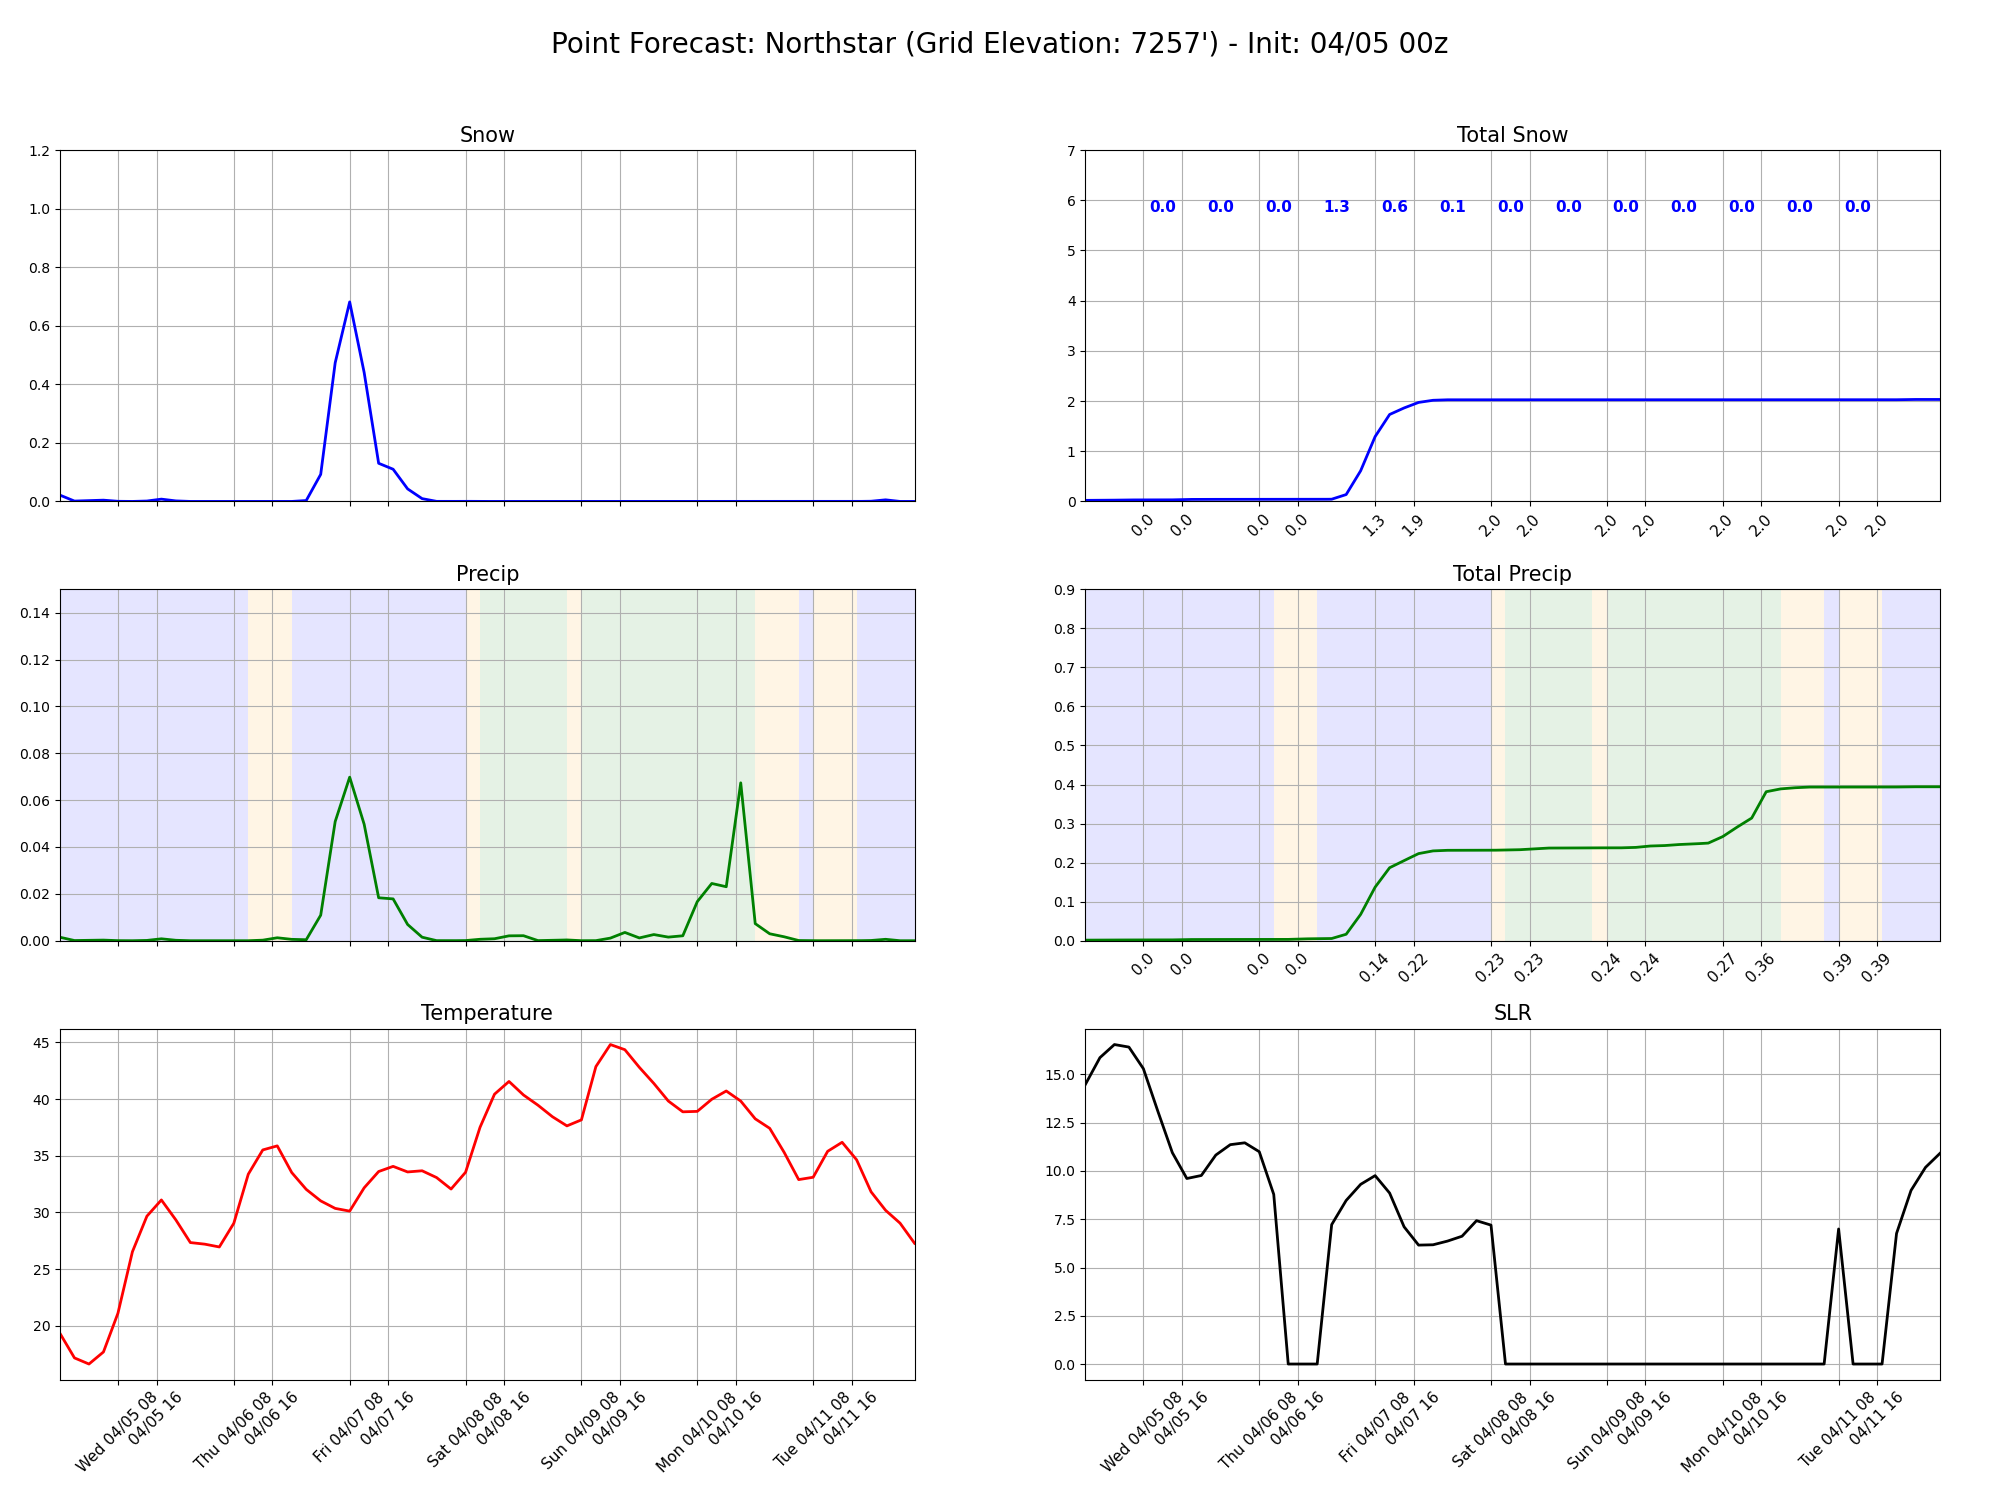 Point Forecast: Northstar (Grid Elevation: 7257') - Init: 04/05 00z
Snow
1.2
1.0
0.8
0.6
0.4
0.2
0.0
Total Snow
7
6
5
4
3
2
1
0
0.0 0.0 0.0 1.3 0.6 0.1 0.0 0.0 0.0 0.0 0.0 0.0 0.0
0.0 0.0 0.0 0.0 1.3 1.9 2.0 2.0 2.0 2.0 2.0 2.0 2.0 2.0
Precip
0.14
0.12
0.10
0.08
0.06
0.04
0.02
0.00
Total Precip
0.9
0.8
0.7
0.6
0.5
0.4
0.3
0.2
0.1
0.0
0.0 0.0 0.0 0.0 0.14 0.22 0.23 0.23 0.24 0.24 0.27 0.36 0.39 0.39
Temperature
45
40
35
30
25
20
Wed 04/05 08
04/05 16
Thu 04/06 08
04/06 16
Fri 04/07 08
04/07 16
Sat 04/08 08
04/08 16
Sun 04/09 08
04/09 16
Mon 04/10 08
04/10 16
Tue 04/11 08
04/11 16
SLR
15.0
12.5
10.0
7.5
5.0
2.5
0.0
Wed 04/05 08
04/05 16
Thu 04/06 08
04/06 16
Fri 04/07 08
04/07 16
Sat 04/08 08
04/08 16
Sun 04/09 08
04/09 16
Mon 04/10 08
04/10 16
Tue 04/11 08
04/11 16